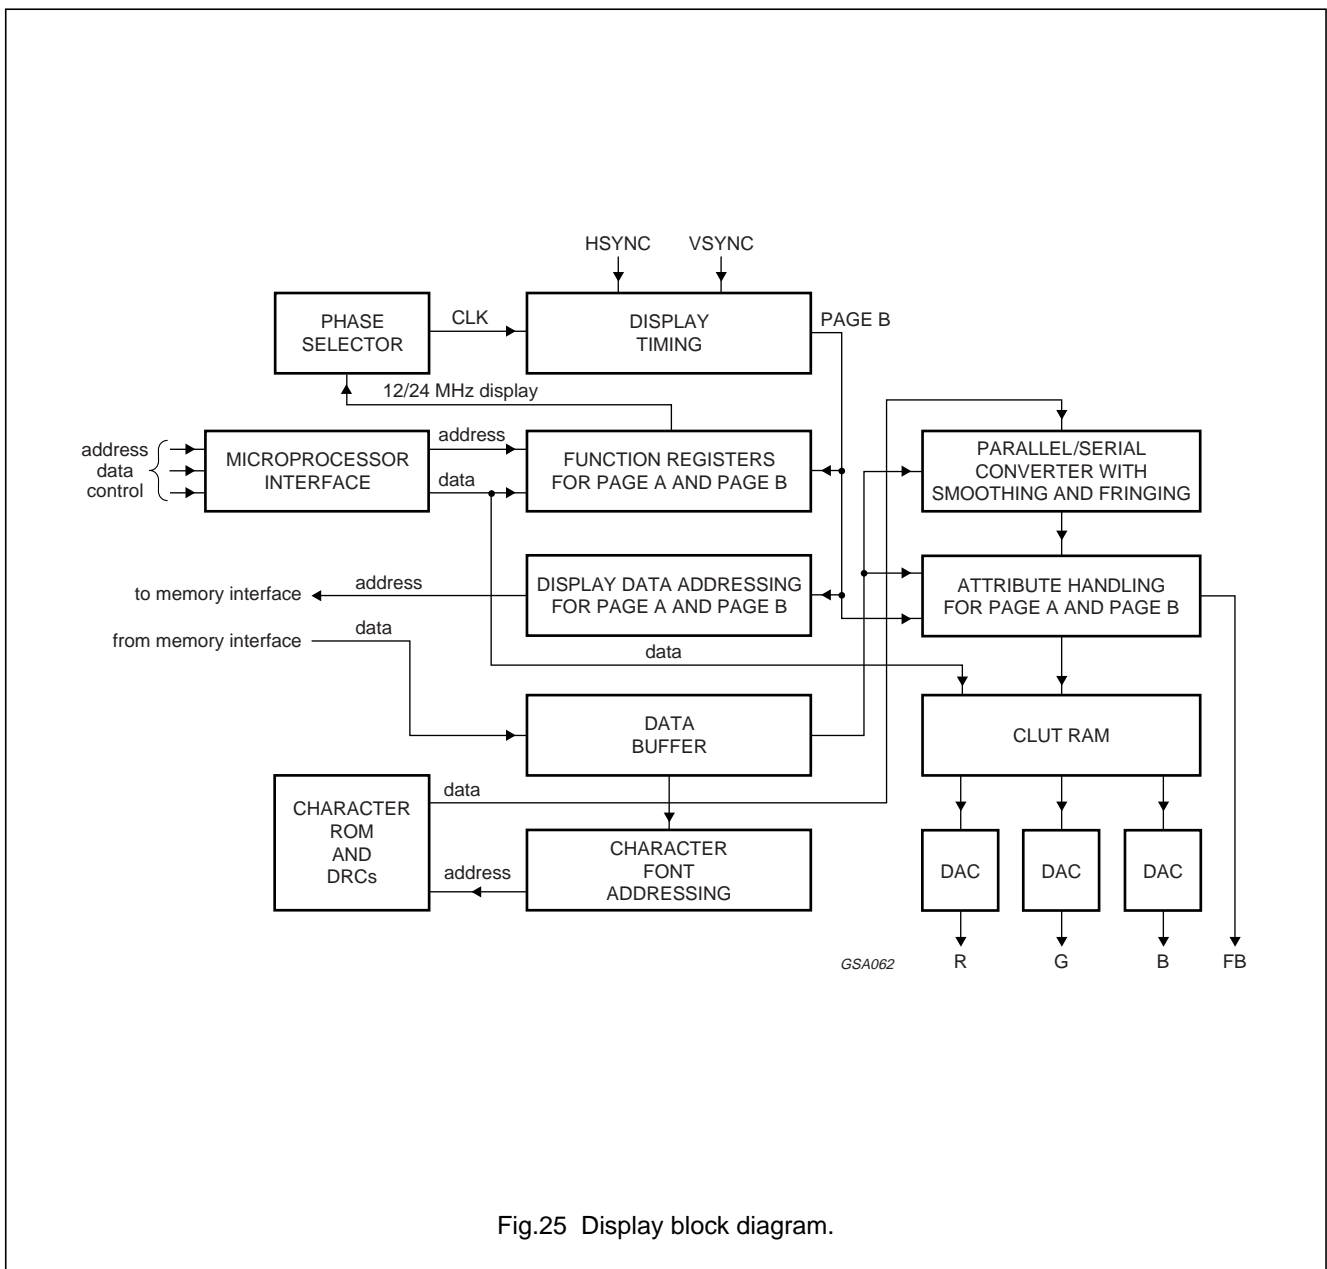 HSYNC VSYNC
PHASE
SELECTOR
CLK
DISPLAY
TIMING
PAGE B
12/24 MHz display
address
data
control
MICROPROCESSOR
INTERFACE
address
data
FUNCTION REGISTERS
FOR PAGE A AND PAGE B
PARALLEL/SERIAL
CONVERTER WITH
SMOOTHING AND FRINGING
to memory interface
address
DISPLAY DATA ADDRESSING
FOR PAGE A AND PAGE B
ATTRIBUTE HANDLING
FOR PAGE A AND PAGE B
from memory interface
data
data
DATA
BUFFER
CLUT RAM
CHARACTER
ROM
AND
DRCs
data
address
CHARACTER
FONT
ADDRESSING
DAC DAC DAC
GSA062
R G B FB
Fig.25 Display block diagram.